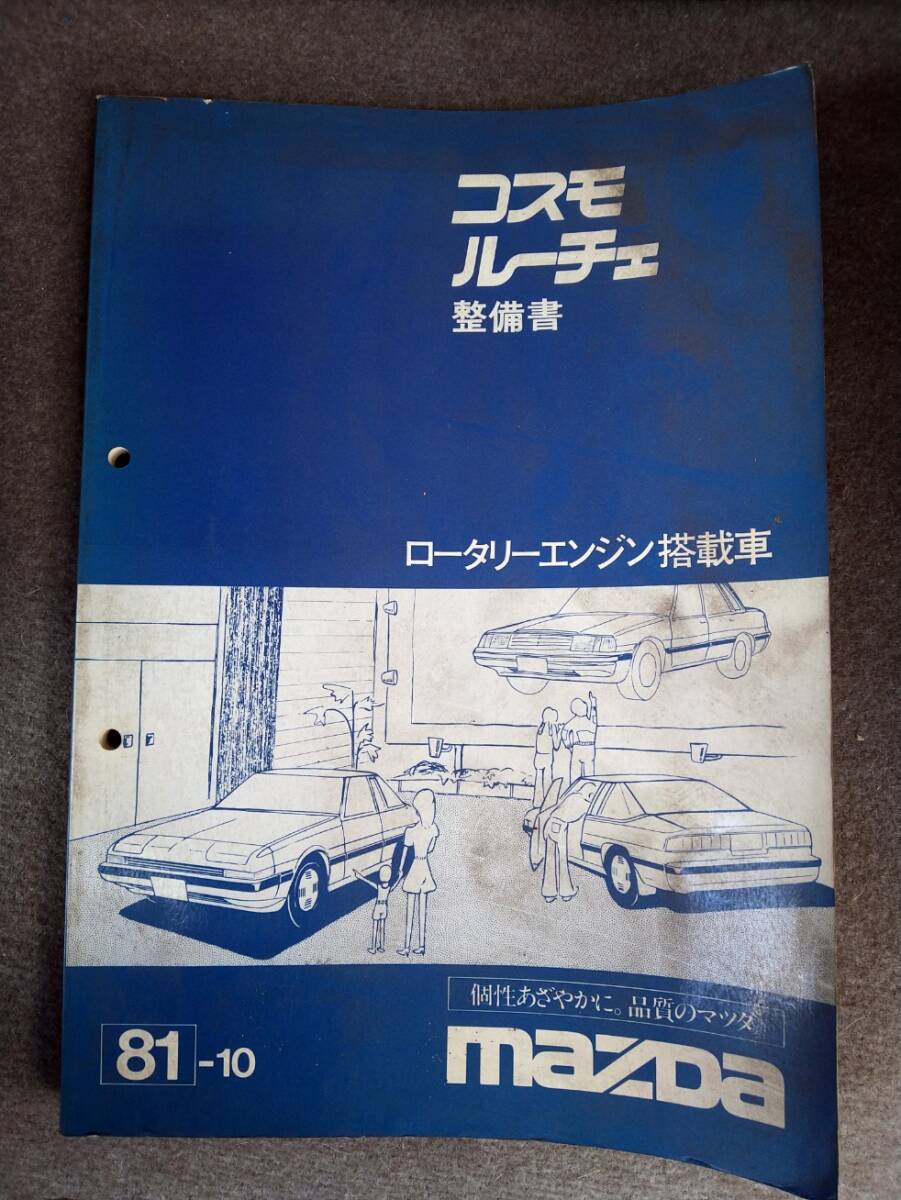 コスモ
ルーチェ
整備書
ロータリーエンジン搭載車
個性あざやかに。品質のマツダ
81-10
mazDa